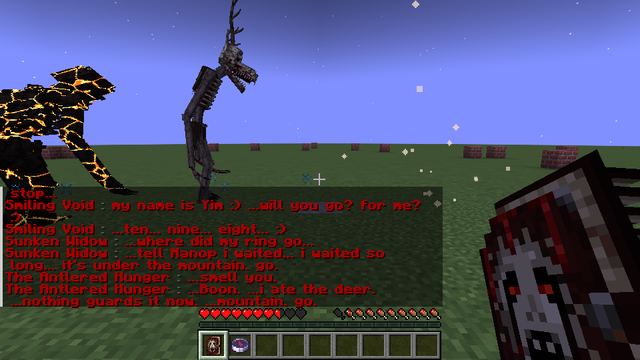 stop...
Smiling Void : my name is Yim :) ...will you go? for me?
:)
Smiling Void : ...ten... nine... eight... :)
Sunken Widow : ...where did my ring go...
Sunken Widow : ...tell Manop i waited... i waited so
long... it's under the mountain. go.
The Antlered Hunger : ...smell you.
The Antlered Hunger : ...Boon. ...i ate the deer.
...nothing guards it now. ...mountain. go.